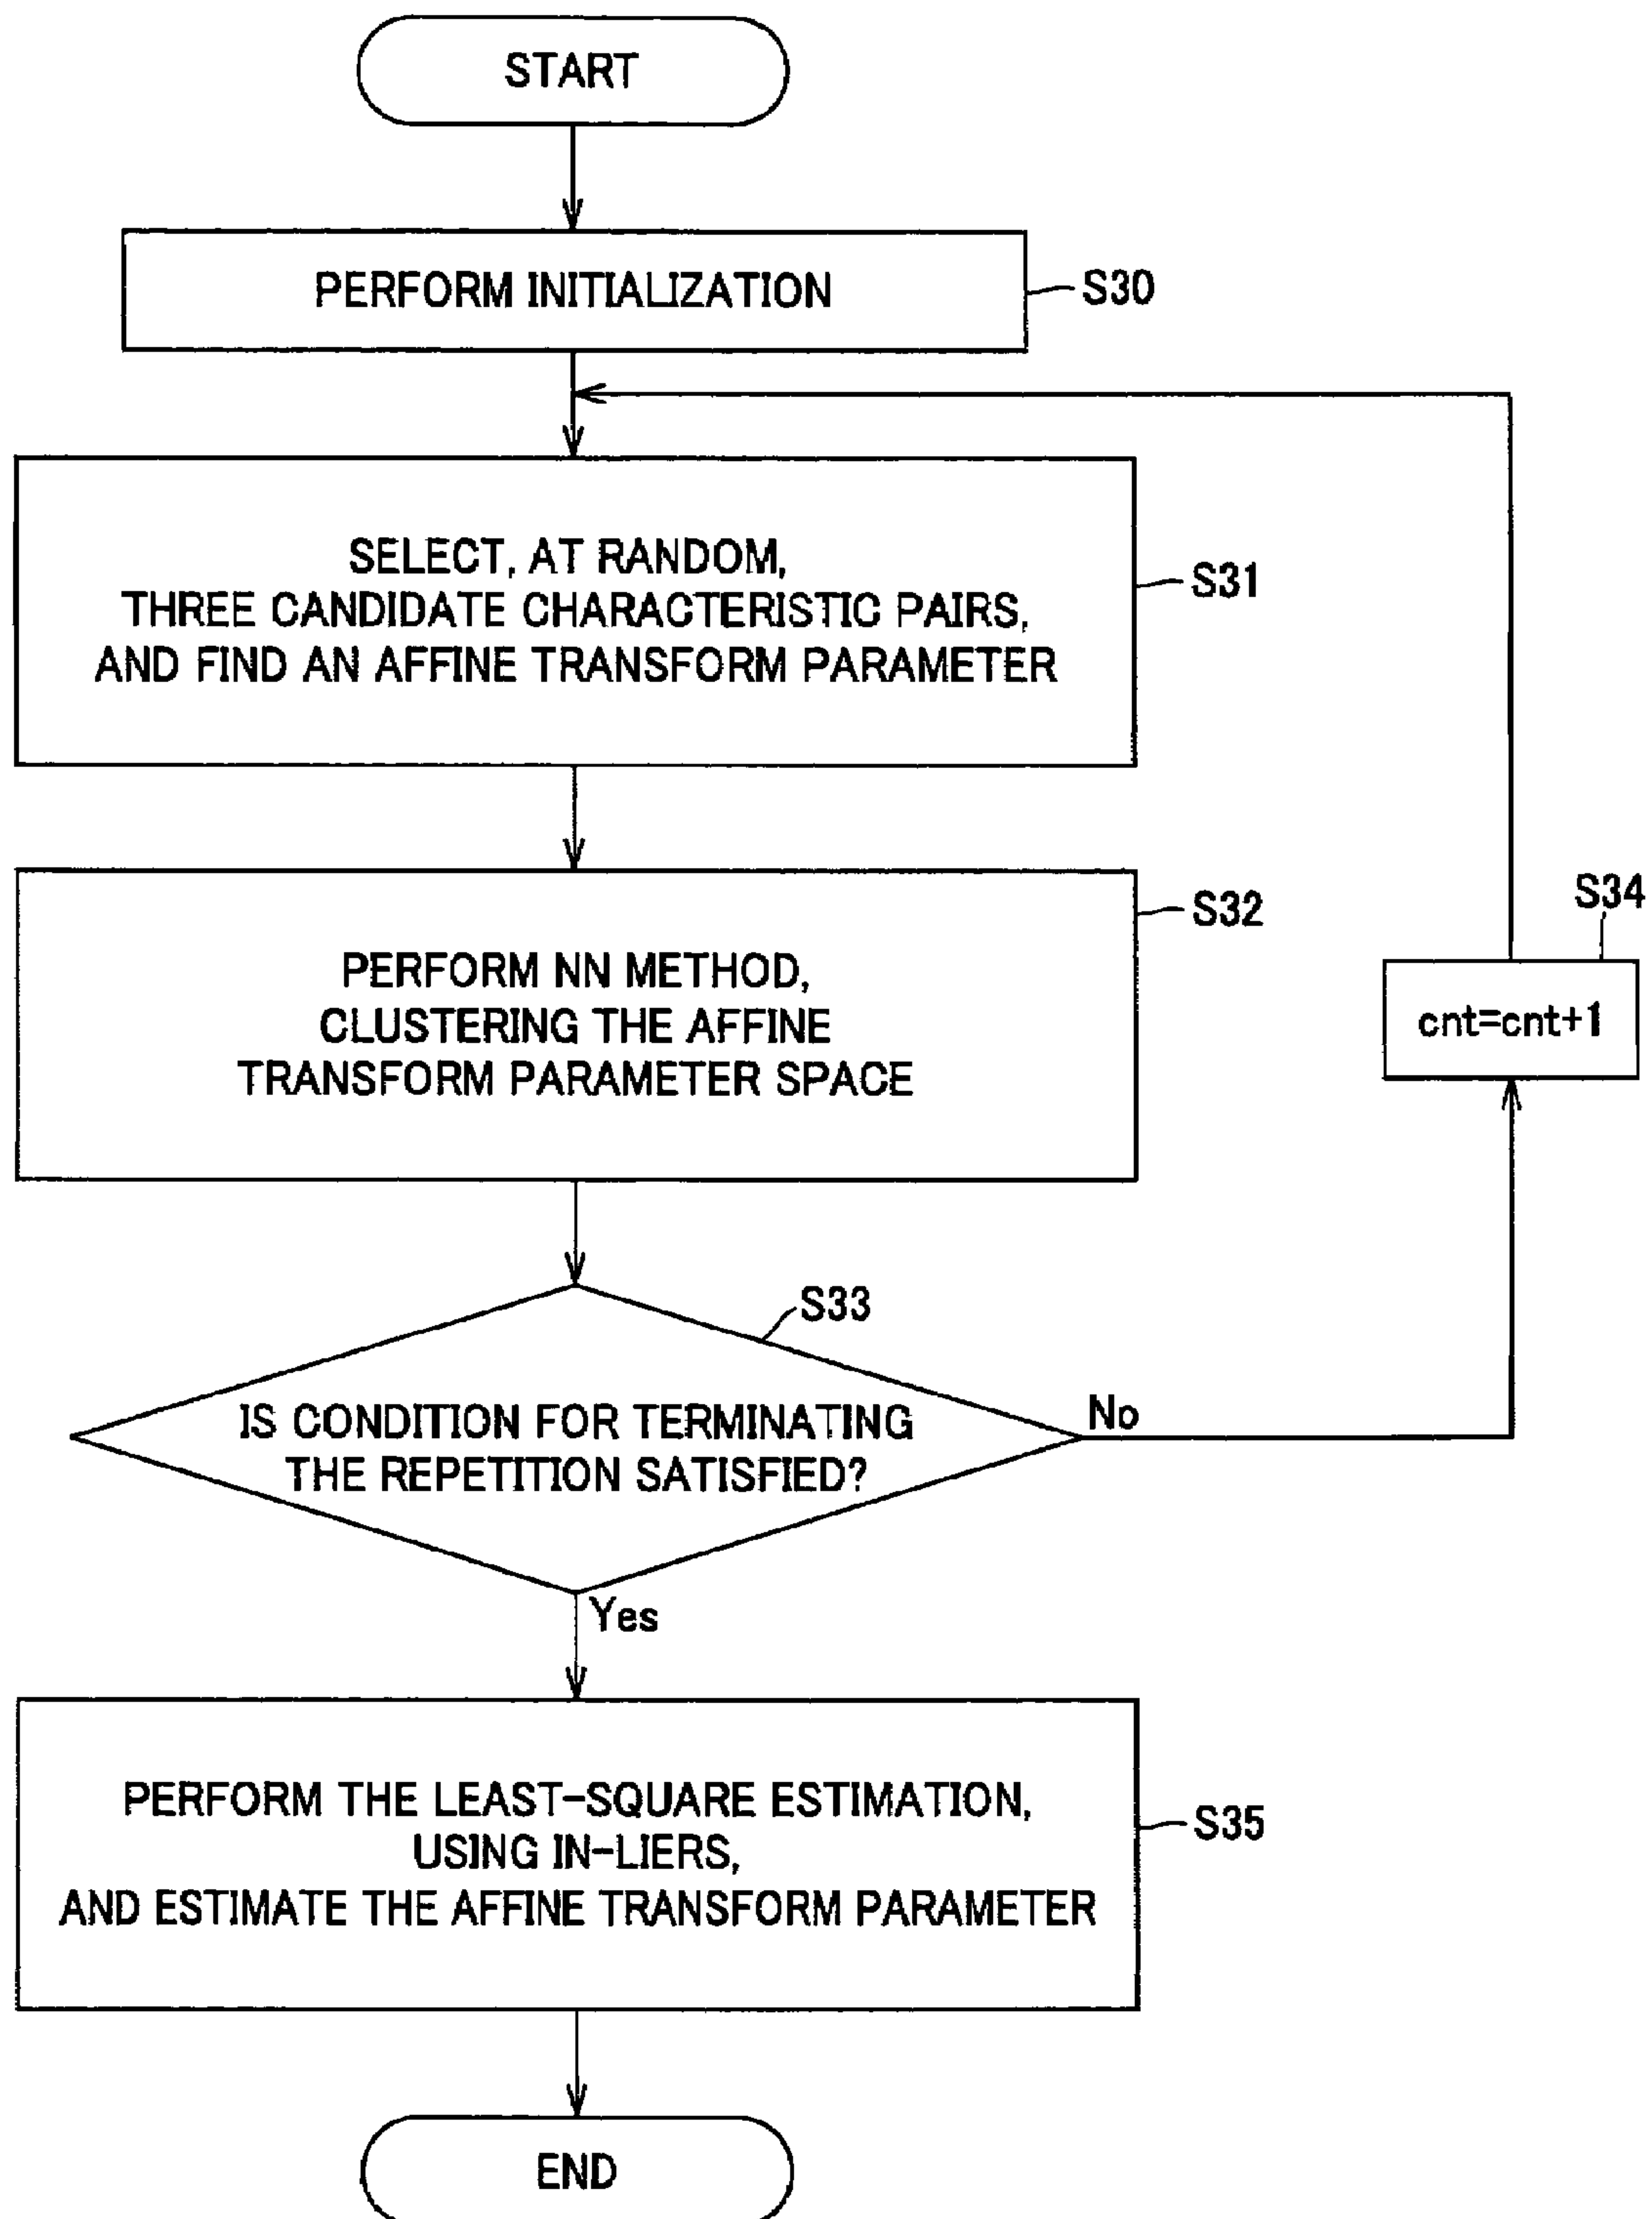 START
PERFORM INITIALIZATION
S30
SELECT, AT RANDOM,
THREE CANDIDATE CHARACTERISTIC PAIRS,
AND FIND AN AFFINE TRANSFORM PARAMETER
S31
PERFORM NN METHOD,
CLUSTERING THE AFFINE
TRANSFORM PARAMETER SPACE
S32
S34
cnt=cnt+1
S33
IS CONDITION FOR TERMINATING
THE REPETITION SATISFIED?
No
Yes
PERFORM THE LEAST-SQUARE ESTIMATION,
USING IN-LIERS,
AND ESTIMATE THE AFFINE TRANSFORM PARAMETER
S35
END